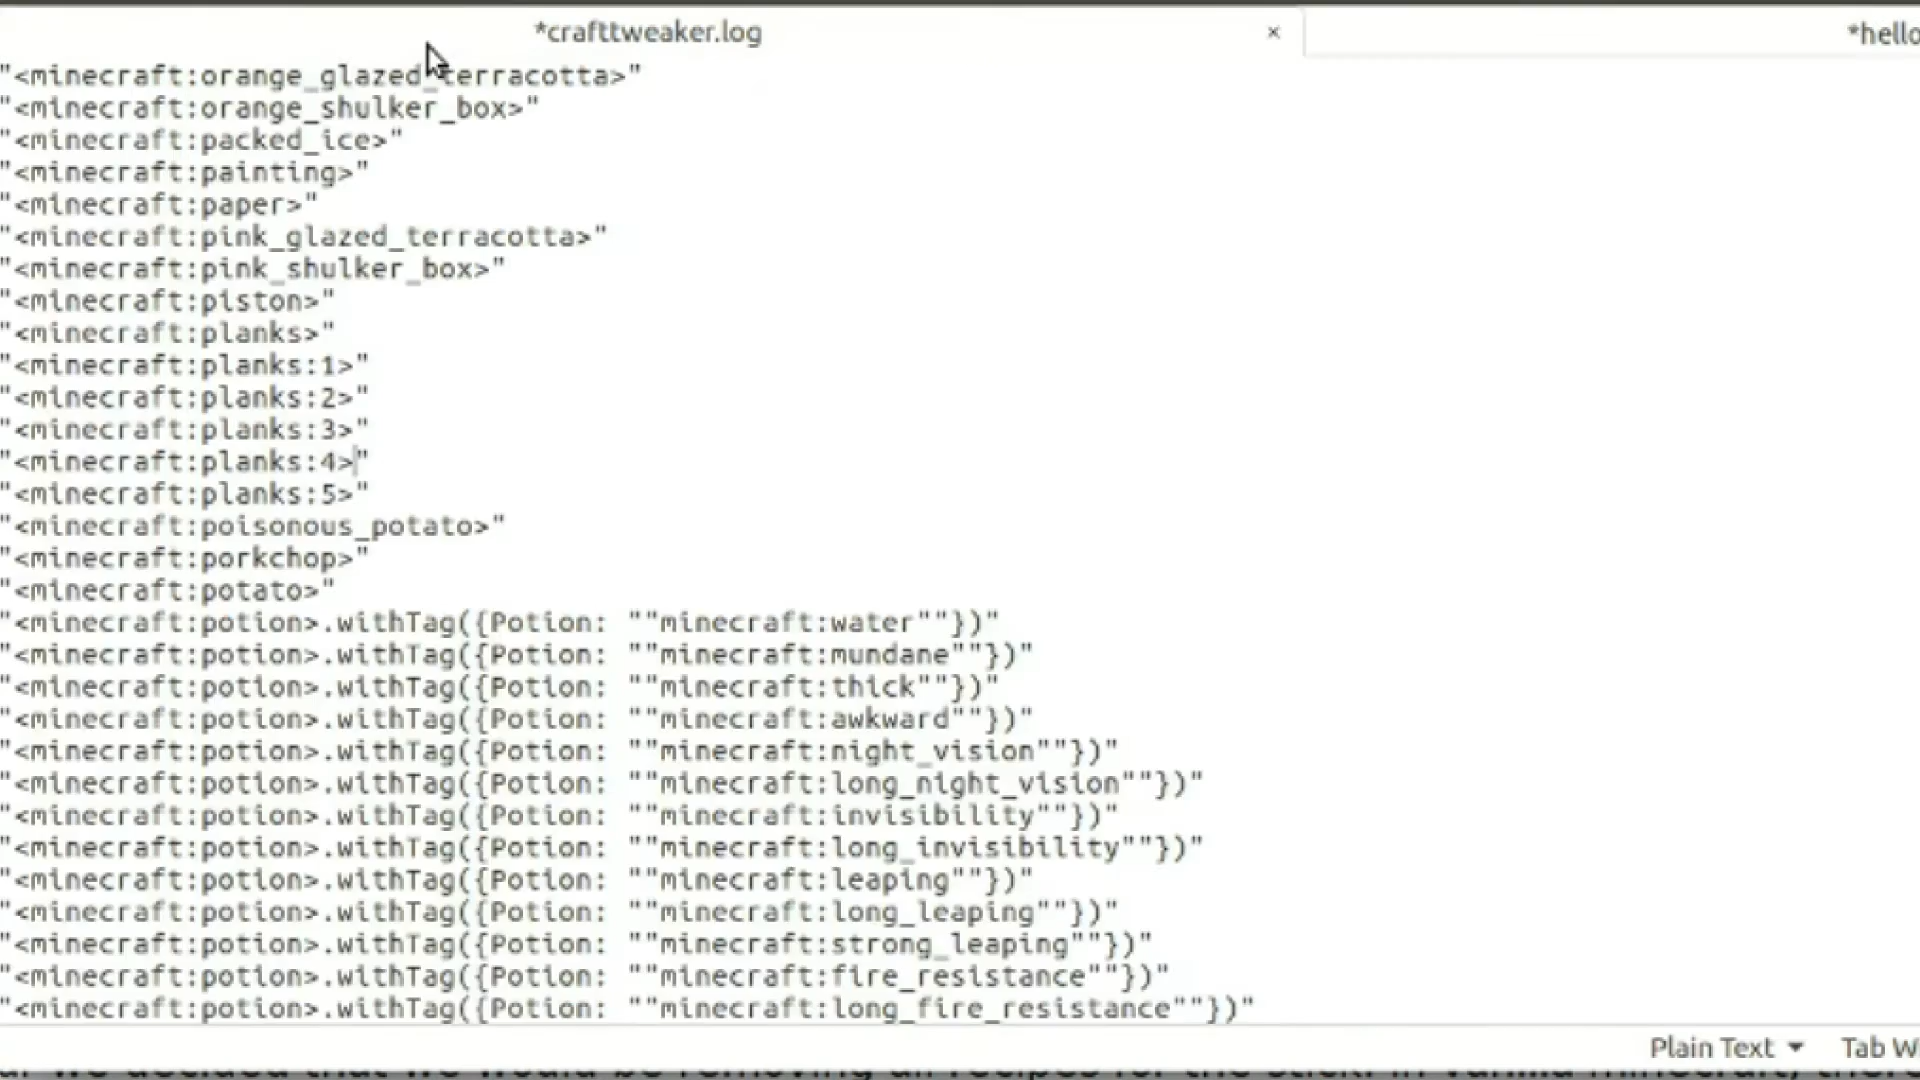 *crafttweaker.log ×
*hello
"<minecraft:orange_glazed_terracotta>"
"<minecraft:orange_shulker_box>"
"<minecraft:packed_ice>"
"<minecraft:painting>"
"<minecraft:paper>"
"<minecraft:pink_glazed_terracotta>"
"<minecraft:pink_shulker_box>"
"<minecraft:piston>"
"<minecraft:planks>"
"<minecraft:planks:1>"
"<minecraft:planks:2>"
"<minecraft:planks:3>"
"<minecraft:planks:4>"
"<minecraft:planks:5>"
"<minecraft:poisonous_potato>"
"<minecraft:porkchop>"
"<minecraft:potato>"
"<minecraft:potion>.withTag({Potion: ""minecraft:water""})"
"<minecraft:potion>.withTag({Potion: ""minecraft:mundane""})"
"<minecraft:potion>.withTag({Potion: ""minecraft:thick""})"
"<minecraft:potion>.withTag({Potion: ""minecraft:awkward""})"
"<minecraft:potion>.withTag({Potion: ""minecraft:night_vision""})"
"<minecraft:potion>.withTag({Potion: ""minecraft:long_night_vision""})"
"<minecraft:potion>.withTag({Potion: ""minecraft:invisibility""})"
"<minecraft:potion>.withTag({Potion: ""minecraft:long_invisibility""})"
"<minecraft:potion>.withTag({Potion: ""minecraft:leaping""})"
"<minecraft:potion>.withTag({Potion: ""minecraft:long_leaping""})"
"<minecraft:potion>.withTag({Potion: ""minecraft:strong_leaping""})"
"<minecraft:potion>.withTag({Potion: ""minecraft:fire_resistance""})"
"<minecraft:potion>.withTag({Potion: ""minecraft:long_fire_resistance""})"
Plain Text Tab W